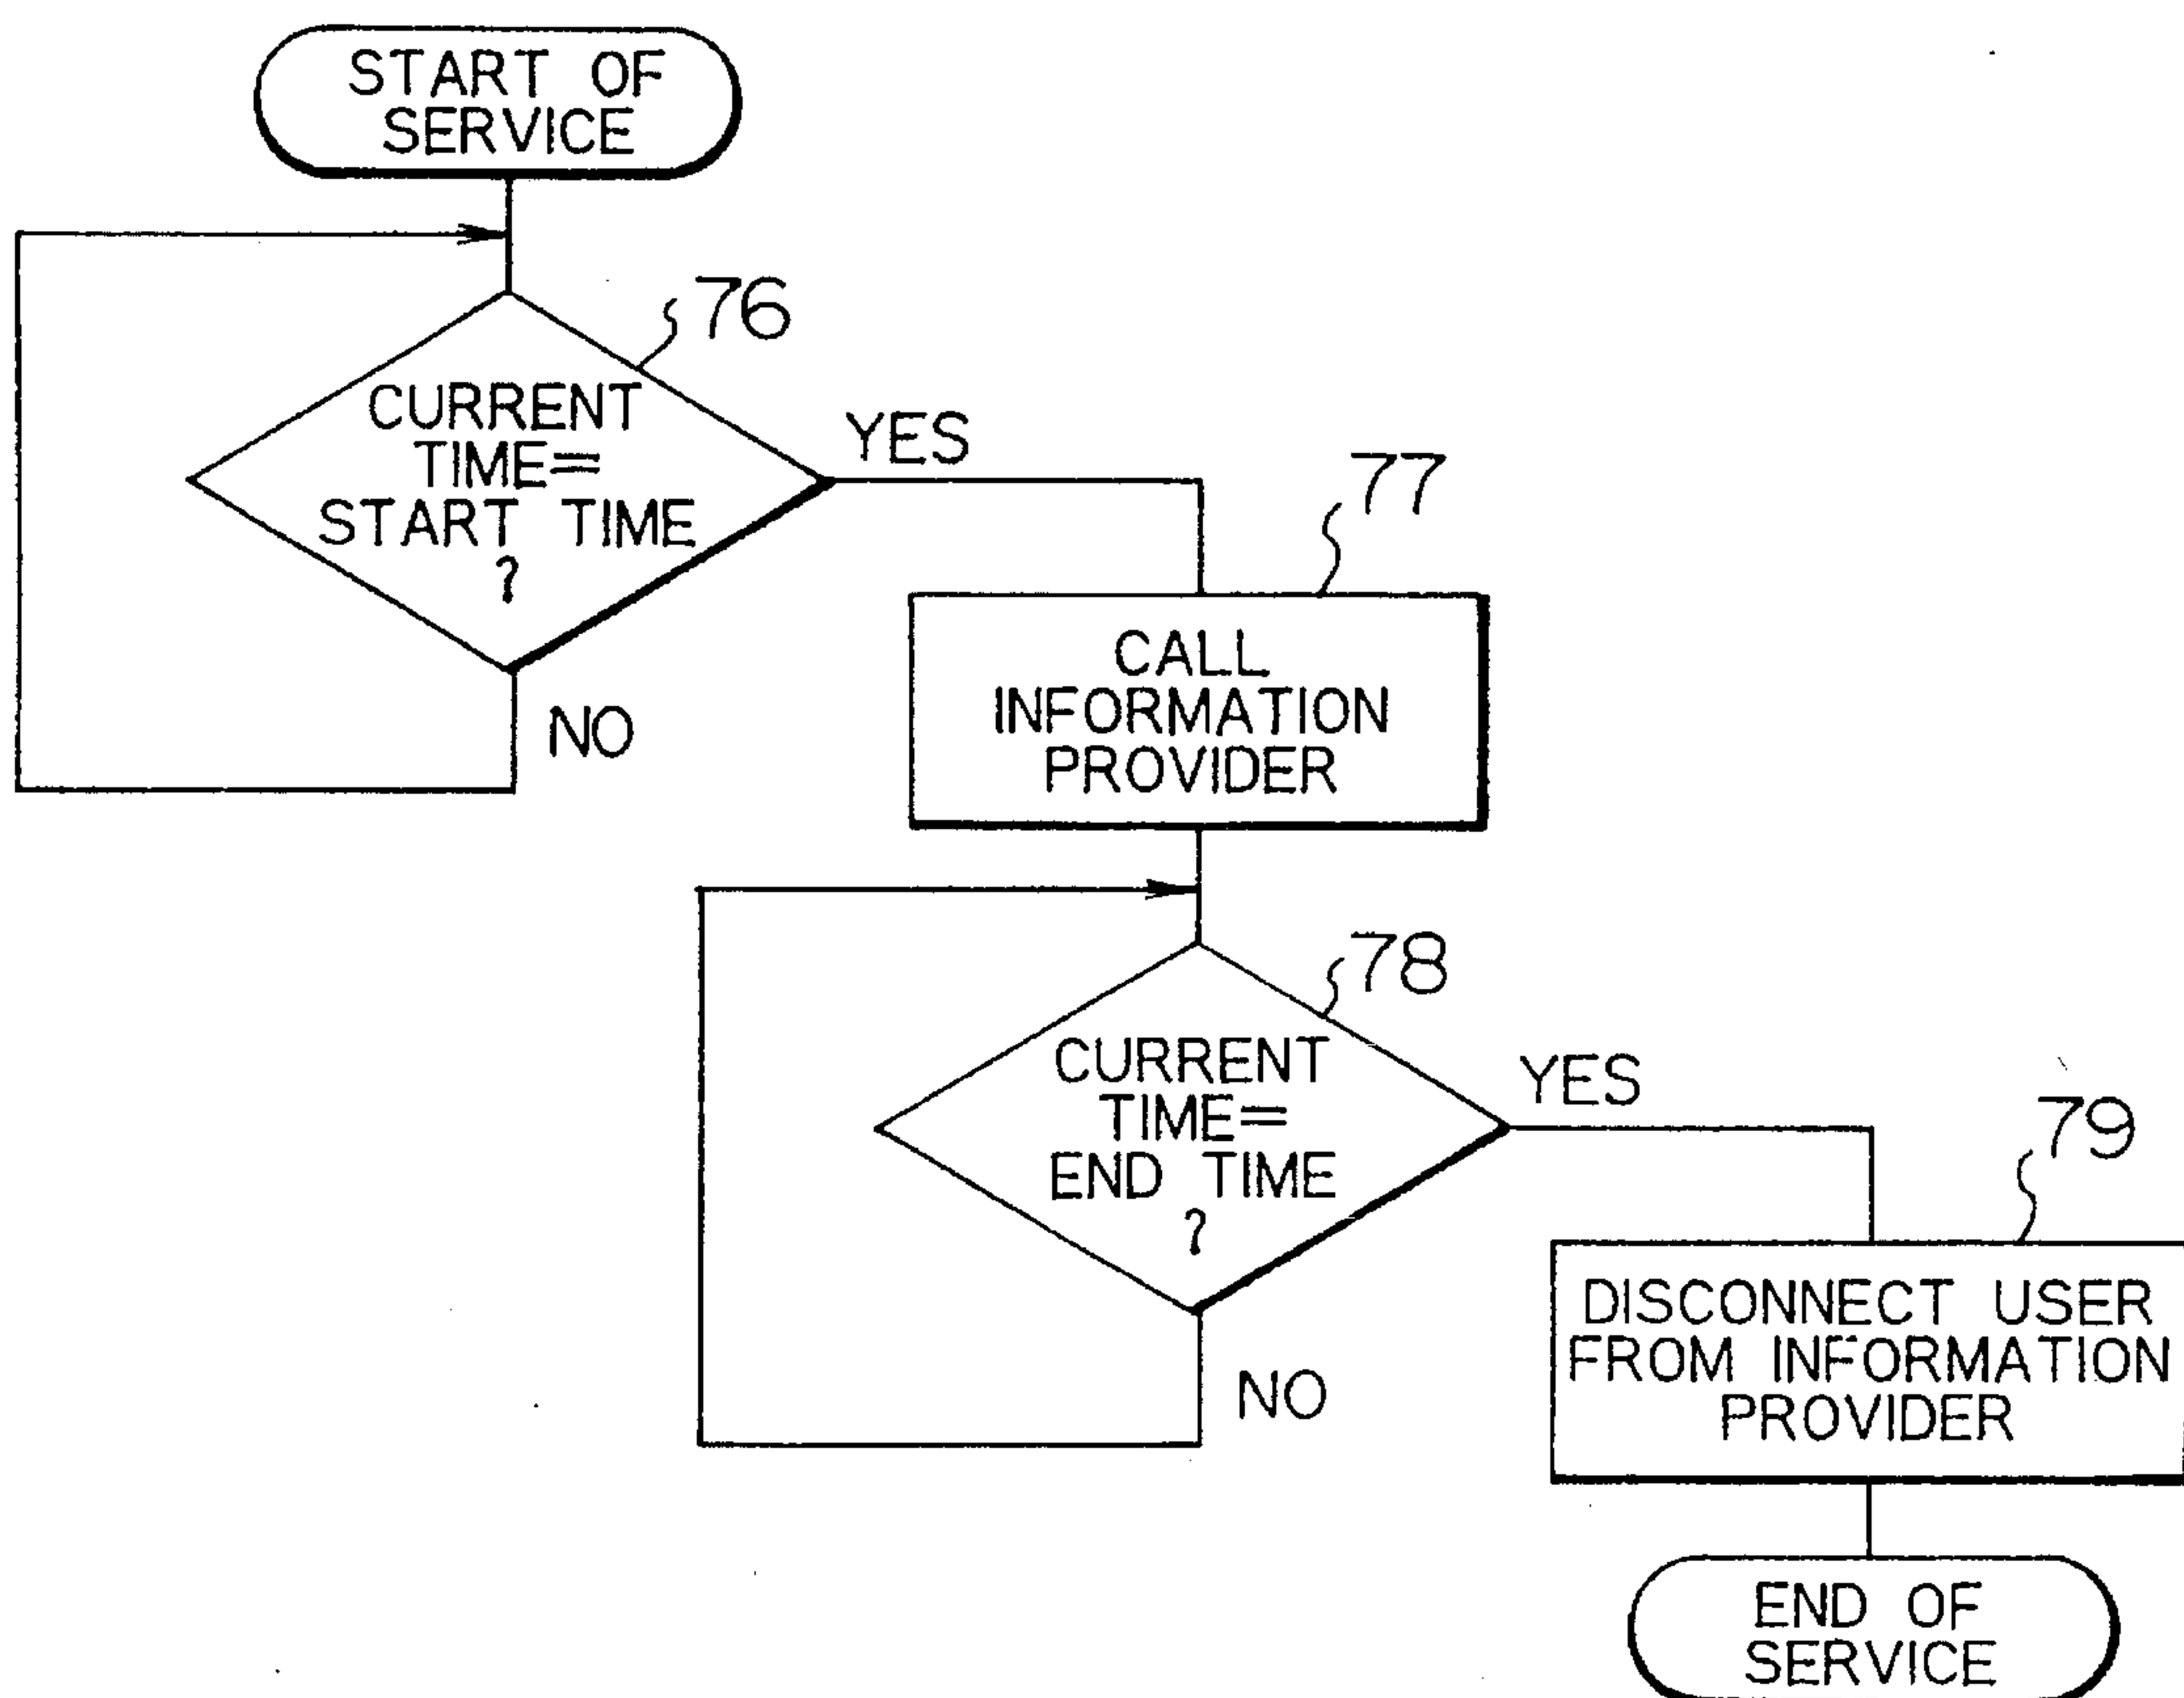 START OF
SERVICE
76
CURRENT
TIME=
START TIME
?
YES
NO
77
CALL
INFORMATION
PROVIDER
78
CURRENT
TIME=
END TIME
?
YES
NO
79
DISCONNECT USER
FROM INFORMATION
PROVIDER
END OF
SERVICE